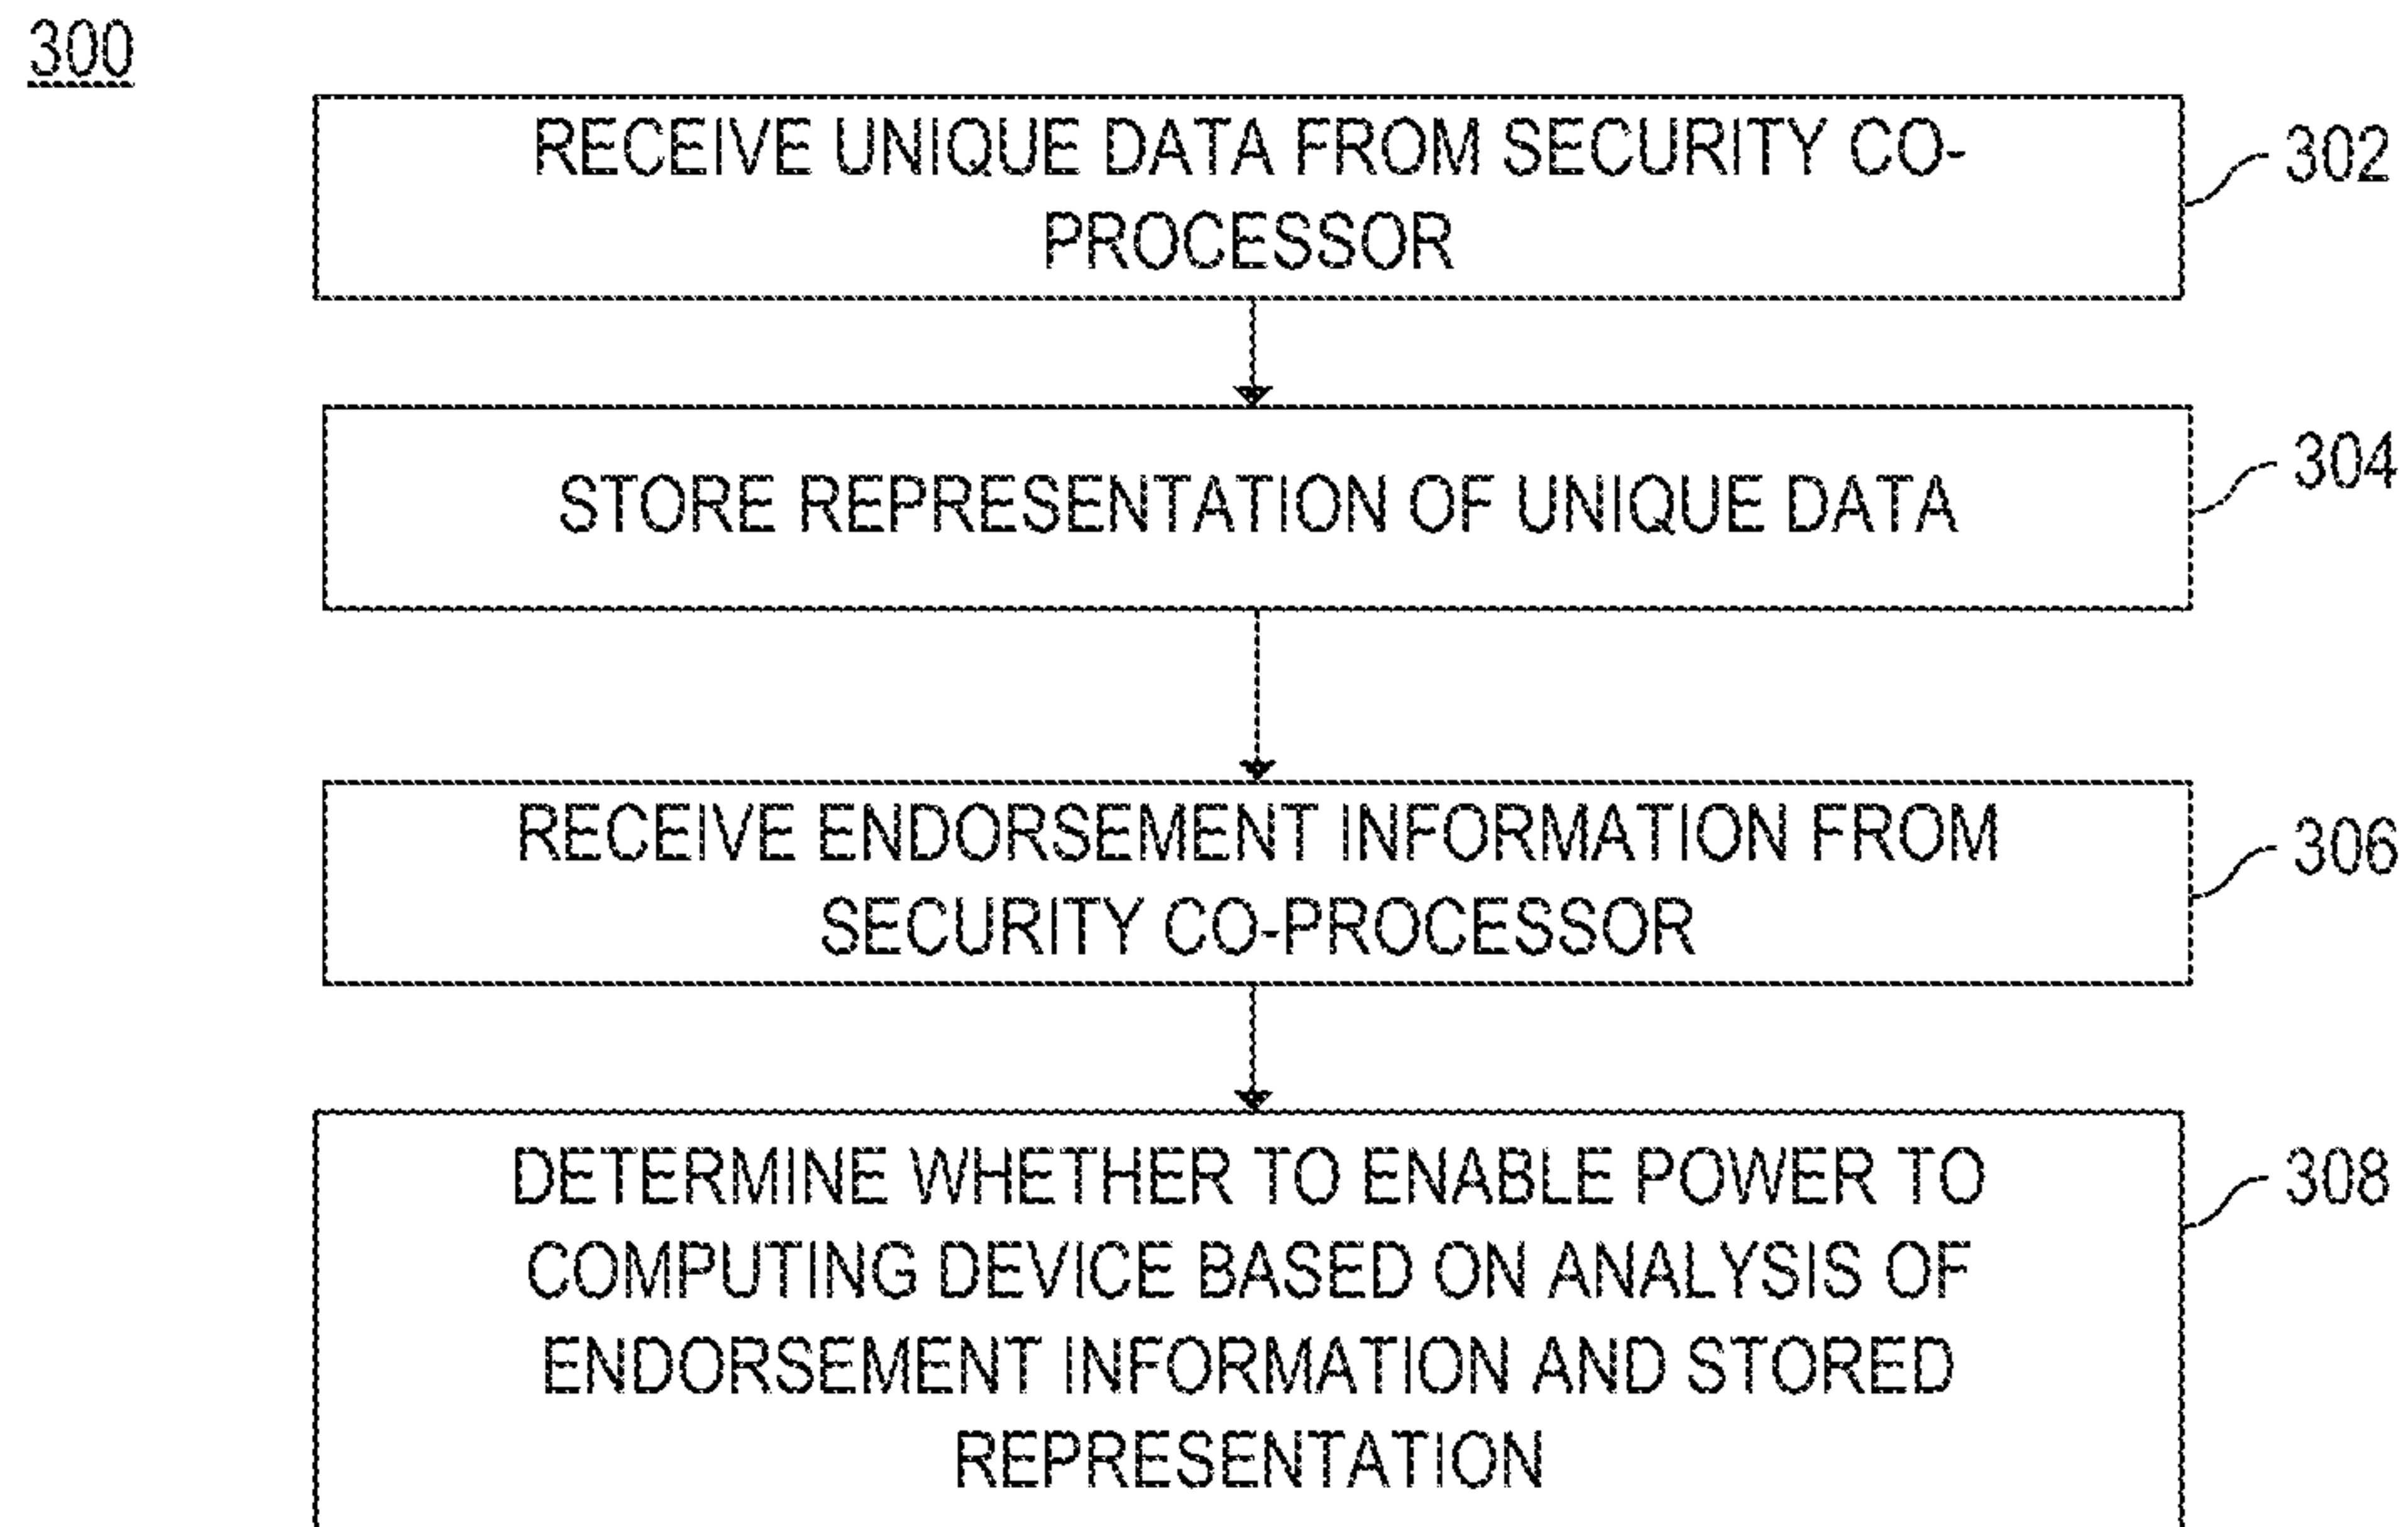 300
RECEIVE UNIQUE DATA FROM SECURITY CO-
PROCESSOR
302
STORE REPRESENTATION OF UNIQUE DATA
304
RECEIVE ENDORSEMENT INFORMATION FROM
SECURITY CO-PROCESSOR
306
DETERMINE WHETHER TO ENABLE POWER TO
COMPUTING DEVICE BASED ON ANALYSIS OF
ENDORSEMENT INFORMATION AND STORED
REPRESENTATION
308